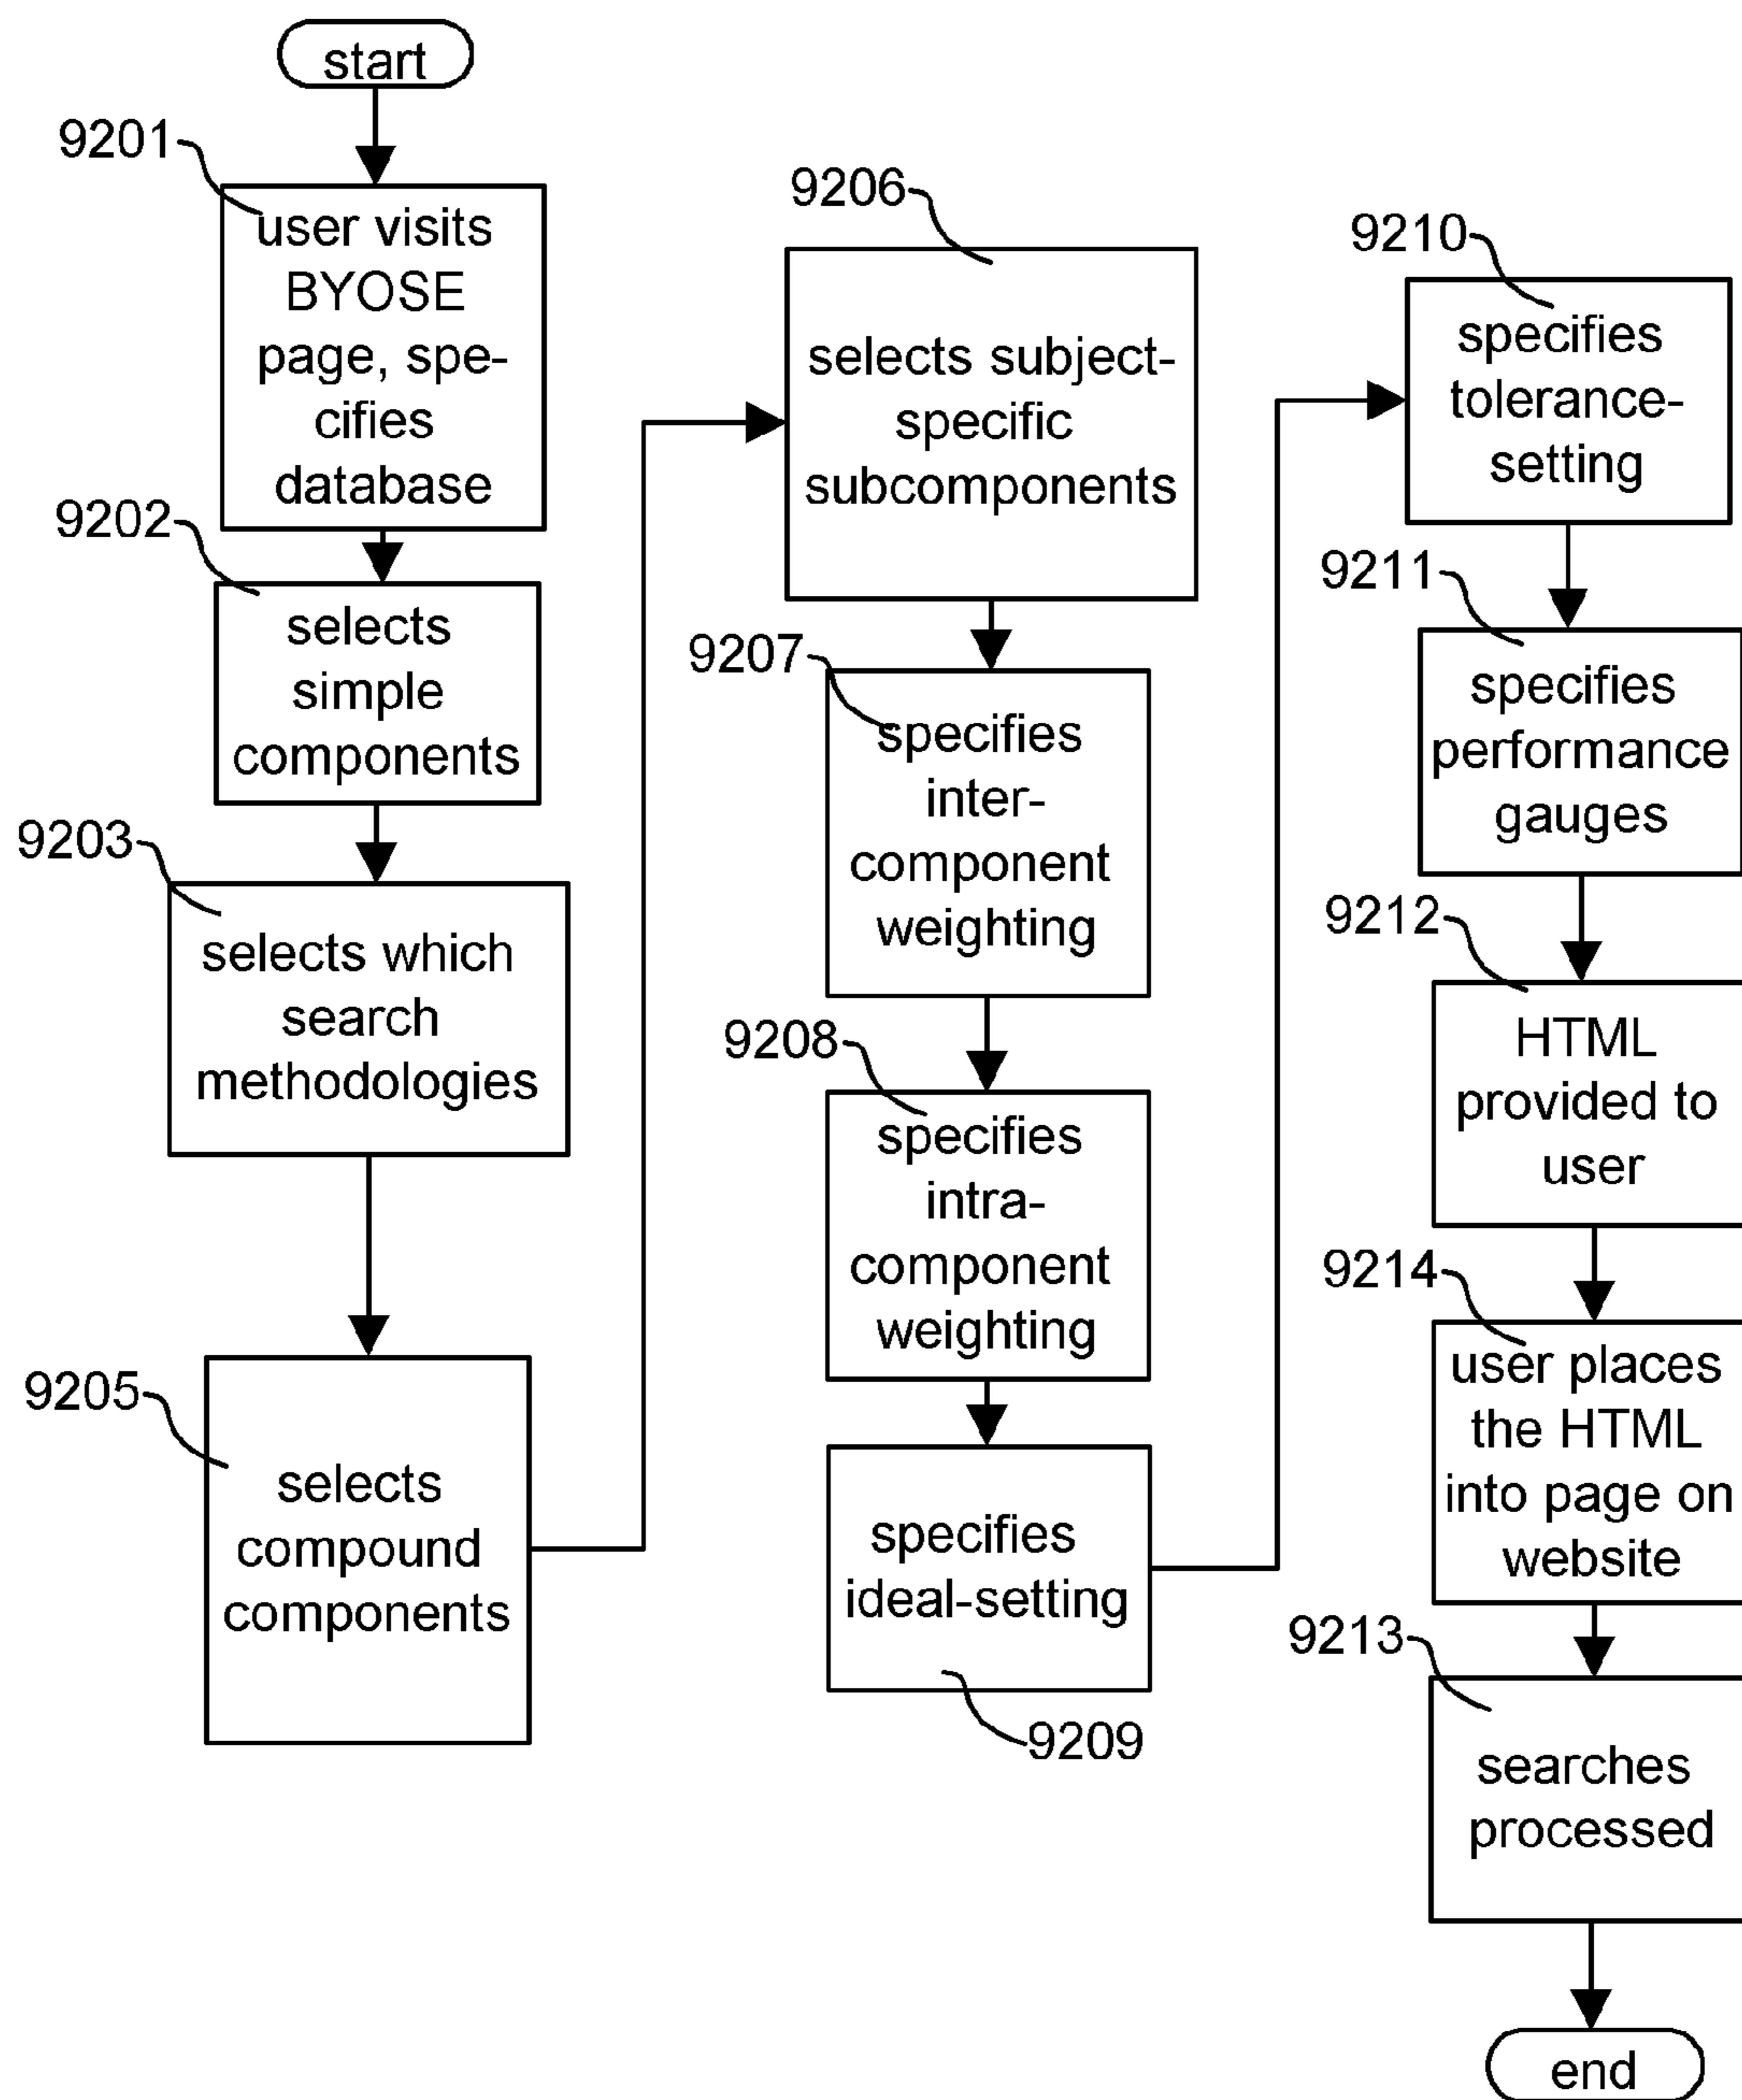 start
9201
user visits
BYOSE
page, spe-
cifies
database
9202
selects
simple
components
9203
selects which
search
methodologies
9205
selects
compound
components
9206
selects subject-
specific
subcomponents
9207
specifies
inter-
component
weighting
9208
specifies
intra-
component
weighting
specifies
ideal-setting
9209
9210
specifies
tolerance-
setting
9211
specifies
performance
gauges
9212
HTML
provided to
user
9214
user places
the HTML
into page on
website
9213
searches
processed
end